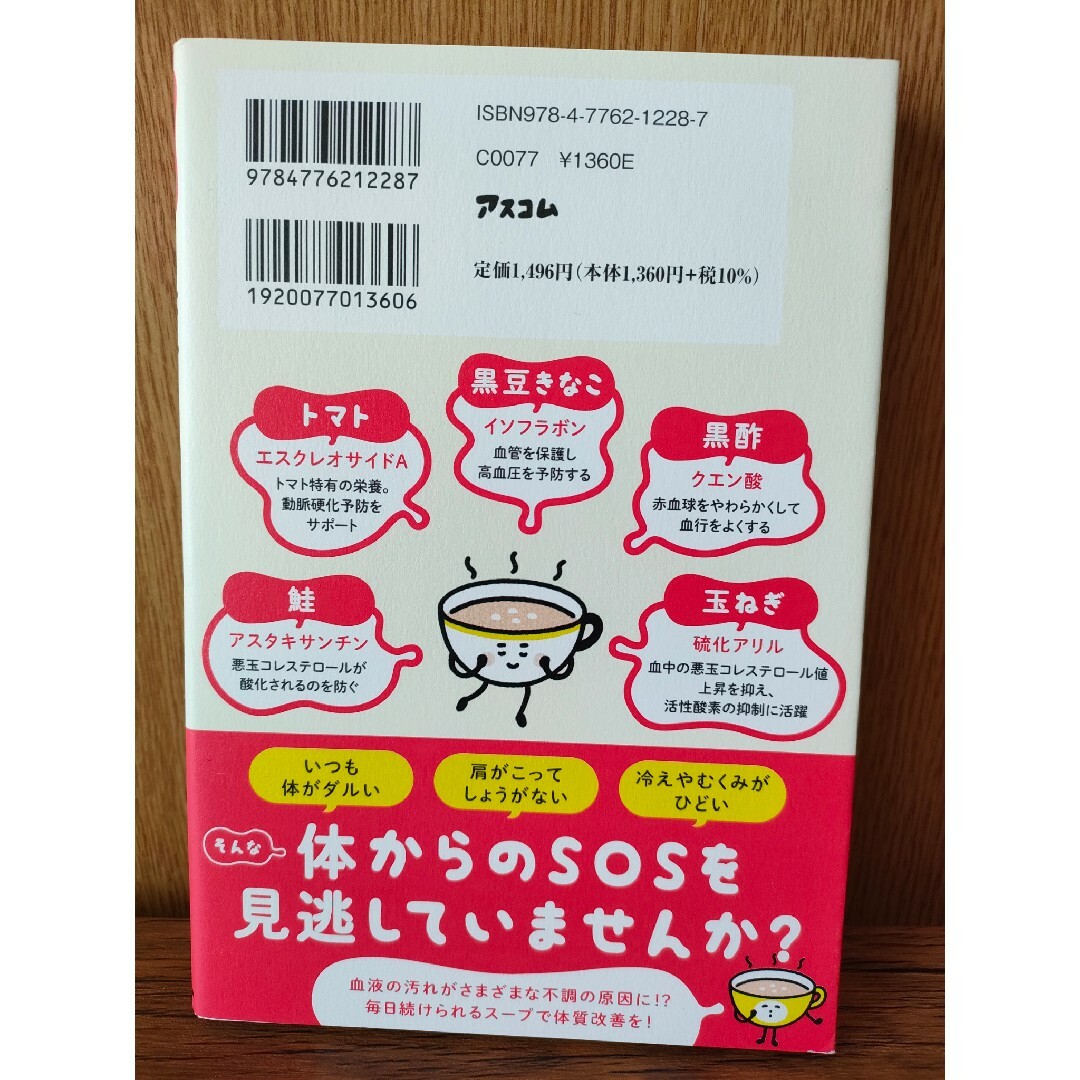 ISBN978-4-7762-1228-7
9784776212287
C0077 ¥1360E
アスコム
1920077013606
定価1,496円(本体1,360円+税10%)
黒豆きなこ
イソフラボン
血管を保護し
高血圧を予防する
トマト
エスクレオサイドA
トマト特有の栄養。
動脈硬化予防を
サポート
黒酢
クエン酸
赤血球をやわらかくして
血行をよくする
鮭
アスタキサンチン
悪玉コレステロールが
酸化されるのを防ぐ
玉ねぎ
硫化アリル
血中の悪玉コレステロール値
上昇を抑え、
活性酸素の抑制に活躍
いつも
体がダルい
肩がこって
しょうがない
冷えやむくみが
ひどい
そんな
体からのSOSを
見逃していませんか?
血液の汚れがさまざまな不調の原因に!?
毎日続けられるスープで体質改善を!